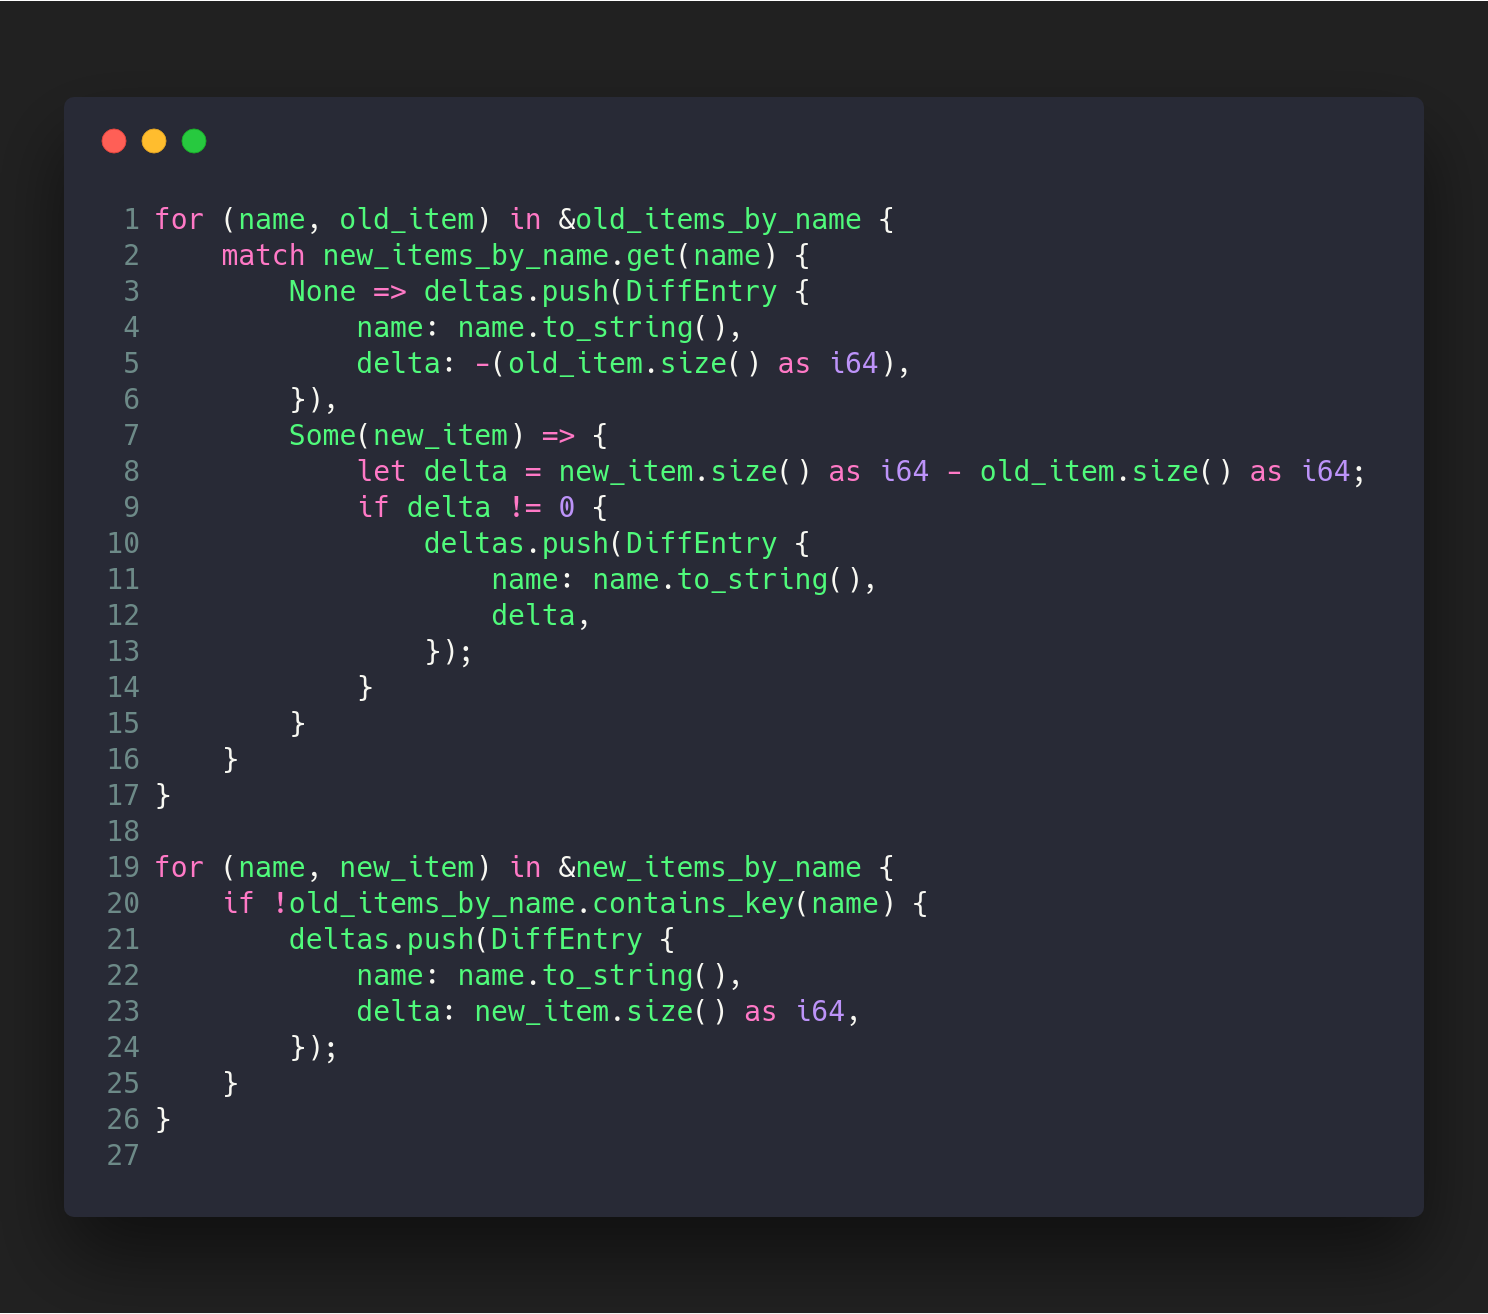 1 for (name, old_item) in &old_items_by_name {
2     match new_items_by_name.get(name) {
3         None => deltas.push(DiffEntry {
4             name: name.to_string(),
5             delta: -(old_item.size() as i64),
6         }),
7         Some(new_item) => {
8             let delta = new_item.size() as i64 - old_item.size() as i64;
9             if delta != 0 {
10                 deltas.push(DiffEntry {
11                     name: name.to_string(),
12                     delta,
13                 });
14             }
15         }
16     }
17 }
18
19 for (name, new_item) in &new_items_by_name {
20     if !old_items_by_name.contains_key(name) {
21         deltas.push(DiffEntry {
22             name: name.to_string(),
23             delta: new_item.size() as i64,
24         });
25     }
26 }
27